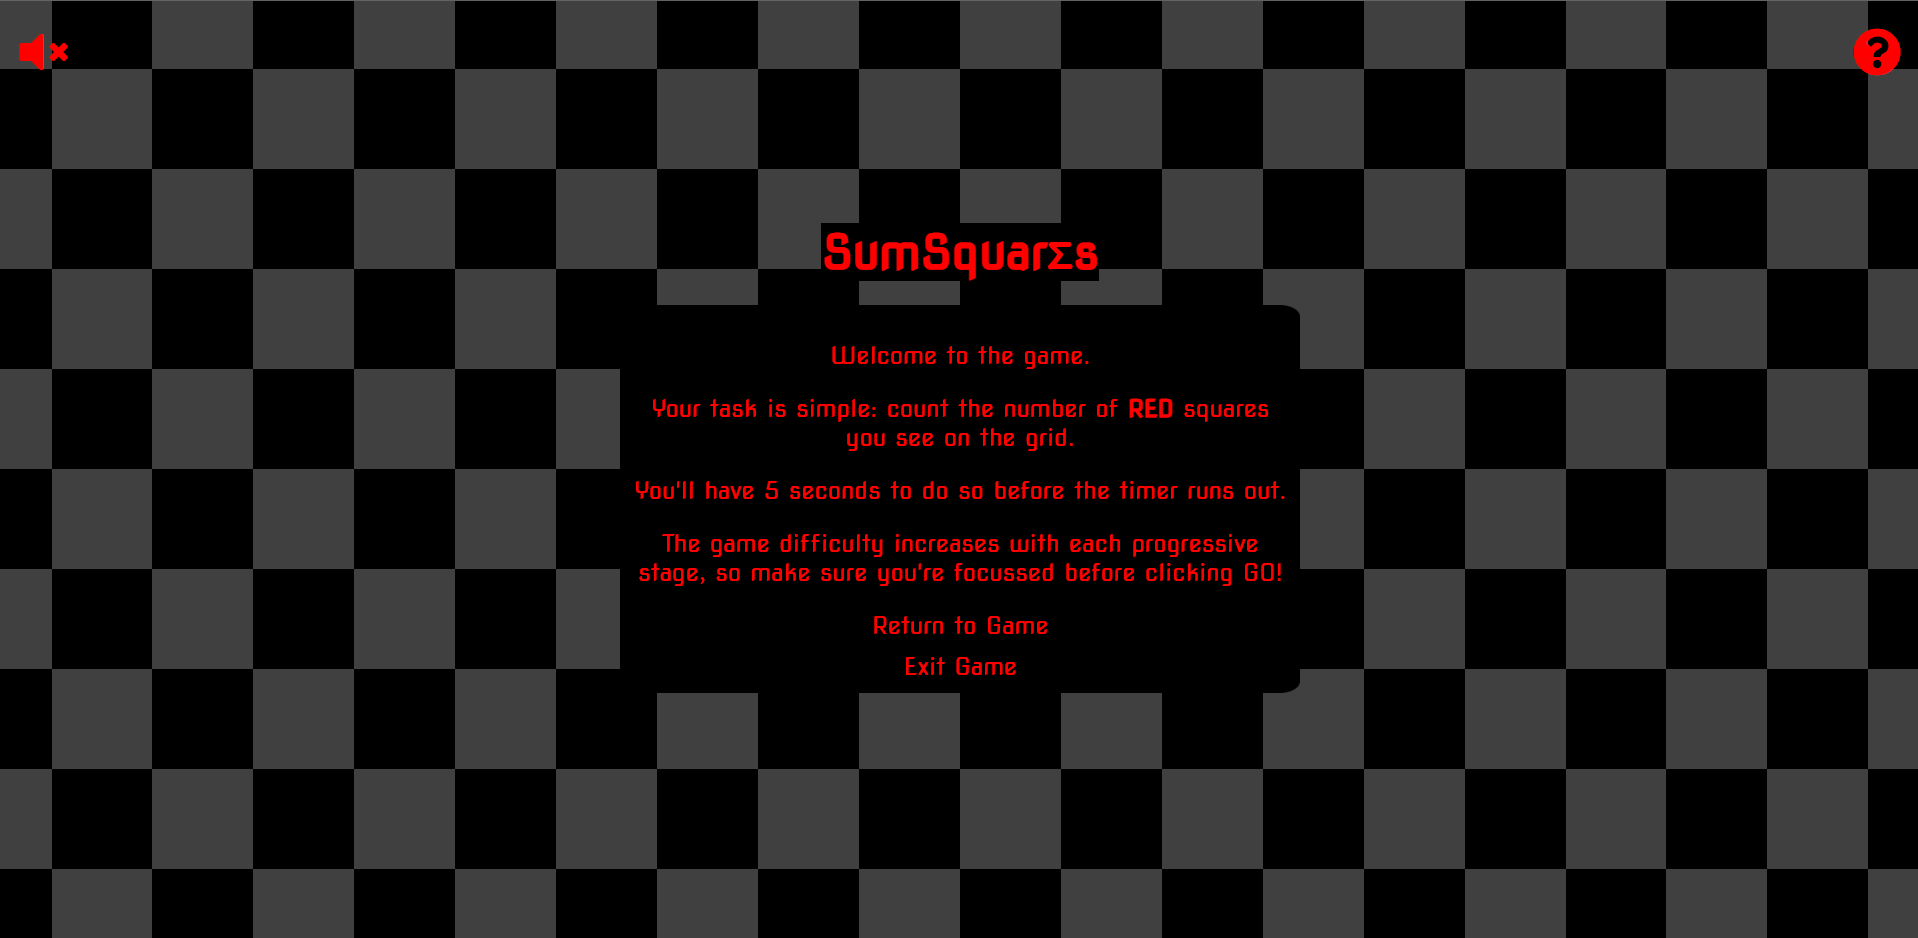 SumSquarΣs
Welcome to the game.
Your task is simple: count the number of RED squares
you see on the grid.
You'll have 5 seconds to do so before the timer runs out.
The game difficulty increases with each progressive
stage, so make sure you're focussed before clicking GO!
Return to Game
Exit Game